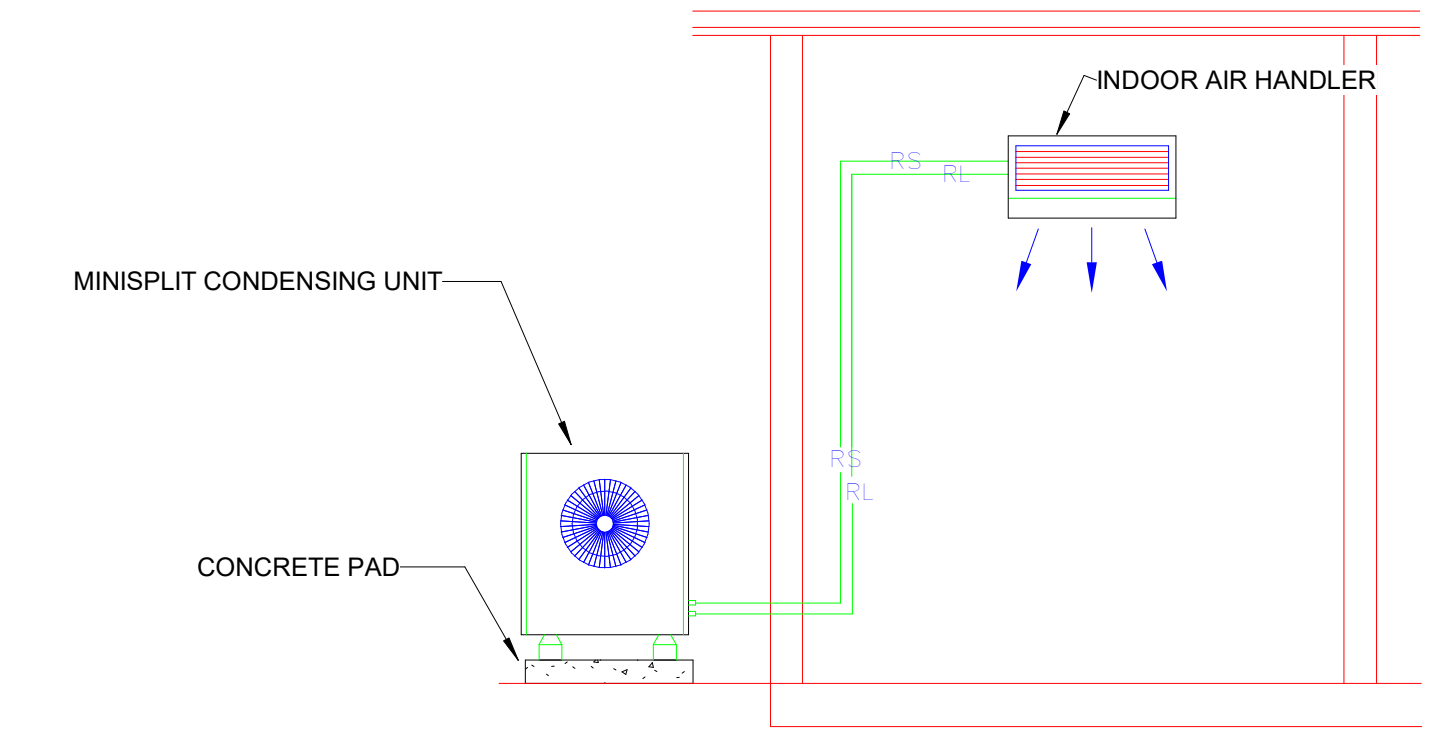 INDOOR AIR HANDLER
RS
RL
MINISPLIT CONDENSING UNIT
RS
RL
CONCRETE PAD